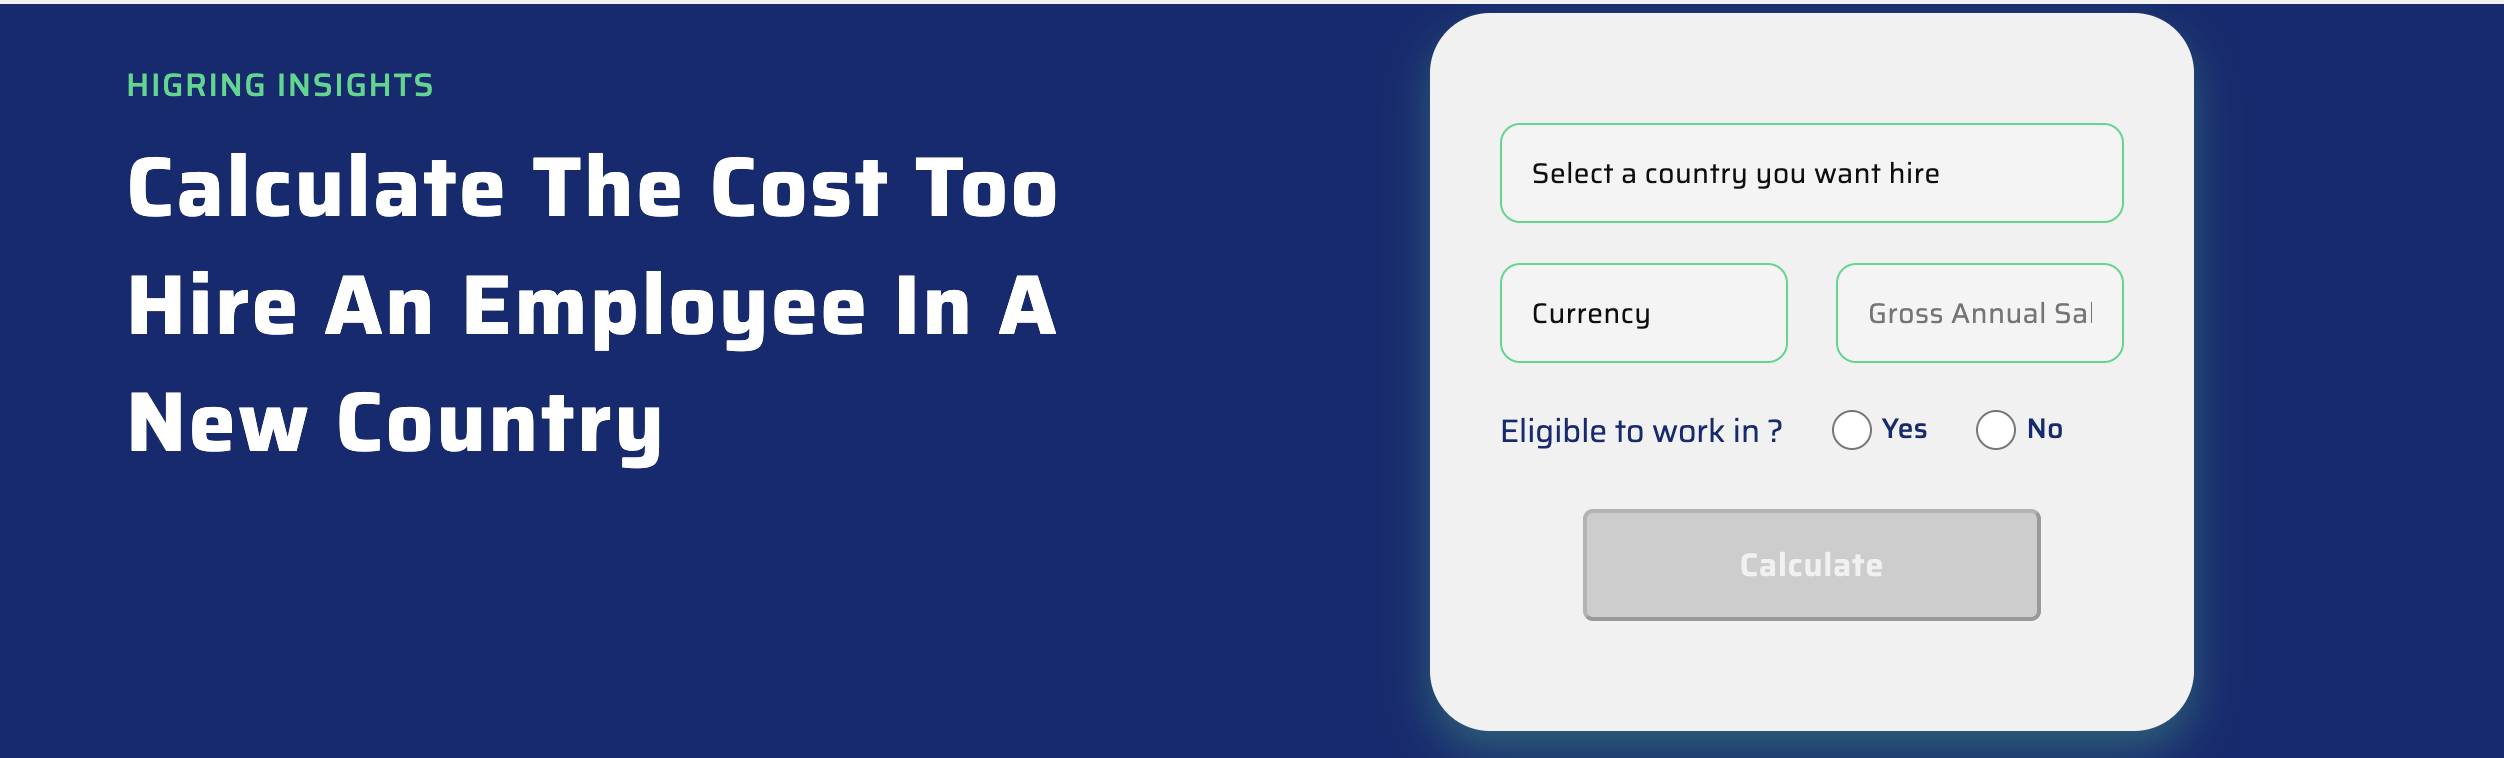 HIGRING INSIGHTS
Calculate The Cost Too
Hire An Employee In A
New Country
Select a country you want hire
Currency
Gross Annual Sal
Eligible to work in ?
Yes
No
Calculate